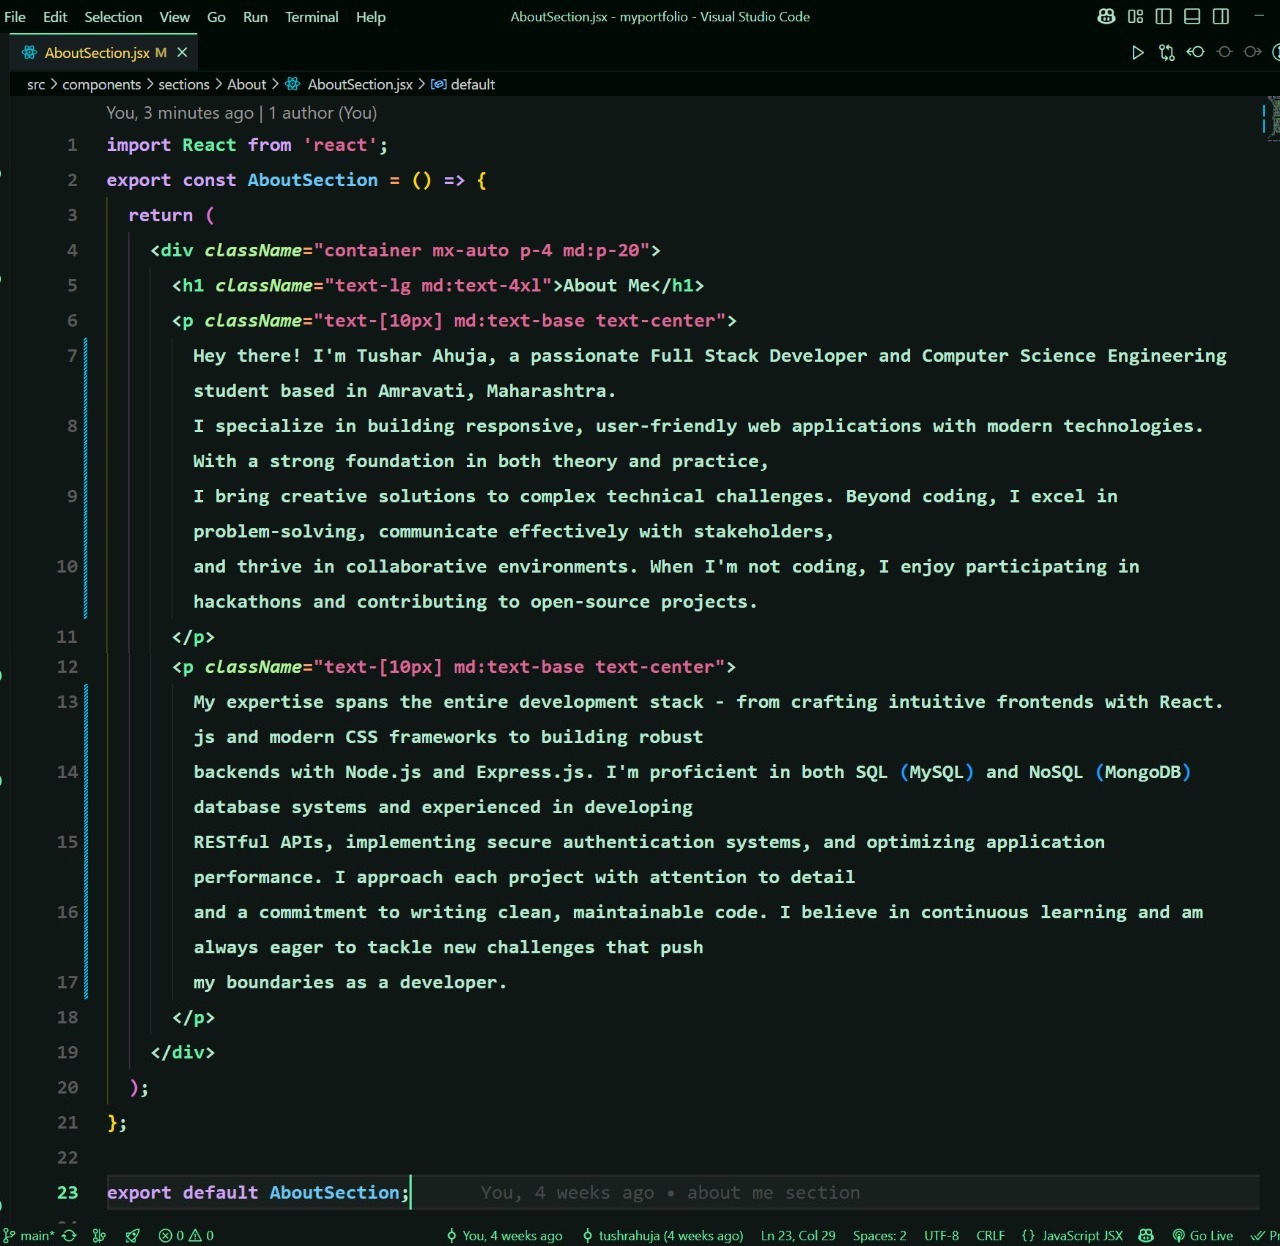 File Edit Selection View Go Run Terminal Help AboutSection.jsx - myportfolio - Visual Studio Code
AboutSection.jsx M
src > components > sections > About > AboutSection.jsx > default
You, 3 minutes ago | 1 author (You)
1 import React from 'react';
2 export const AboutSection = () => {
3 return (
4 <div className="container mx-auto p-4 md:p-20">
5 <h1 className="text-lg md:text-4xl">About Me</h1>
6 <p className="text-[10px] md:text-base text-center">
7 Hey there! I'm Tushar Ahuja, a passionate Full Stack Developer and Computer Science Engineering
student based in Amravati, Maharashtra.
8 I specialize in building responsive, user-friendly web applications with modern technologies.
With a strong foundation in both theory and practice,
9 I bring creative solutions to complex technical challenges. Beyond coding, I excel in
problem-solving, communicate effectively with stakeholders,
10 and thrive in collaborative environments. When I'm not coding, I enjoy participating in
hackathons and contributing to open-source projects.
11 </p>
12 <p className="text-[10px] md:text-base text-center">
13 My expertise spans the entire development stack - from crafting intuitive frontends with React.
js and modern CSS frameworks to building robust
14 backends with Node.js and Express.js. I'm proficient in both SQL (MySQL) and NoSQL (MongoDB)
database systems and experienced in developing
15 RESTful APIs, implementing secure authentication systems, and optimizing application
performance. I approach each project with attention to detail
16 and a commitment to writing clean, maintainable code. I believe in continuous learning and am
always eager to tackle new challenges that push
17 my boundaries as a developer.
18 </p>
19 </div>
20 );
21 };
22
23 export default AboutSection; You, 4 weeks ago • about me section
main* 0 0 You, 4 weeks ago tushrahuja (4 weeks ago) Ln 23, Col 29 Spaces: 2 UTF-8 CRLF {} JavaScript JSX Go Live